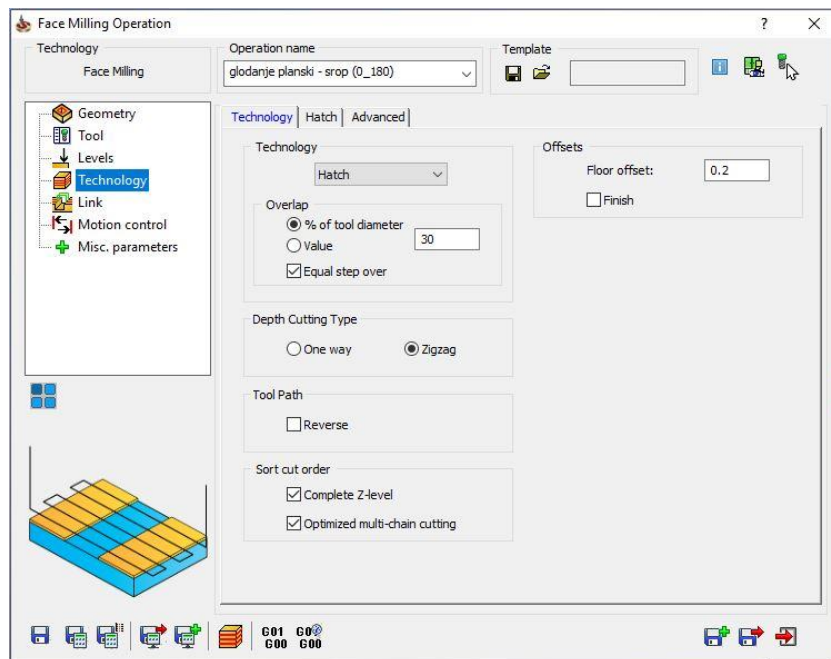 Face Milling Operation
?
Technology
Face Milling
Operation name
glodanje planski - srop (0_180)
Template
Geometry
Tool
Levels
Technology
Link
Motion control
Misc. parameters
Technology
Hatch
Advanced
Technology
Hatch
Overlap
% of tool diameter
Value
30
Equal step over
Depth Cutting Type
One way
Zigzag
Tool Path
Reverse
Sort cut order
Complete Z-level
Optimized multi-chain cutting
Offsets
Floor offset:
0.2
Finish
G01 G0
G00 G00